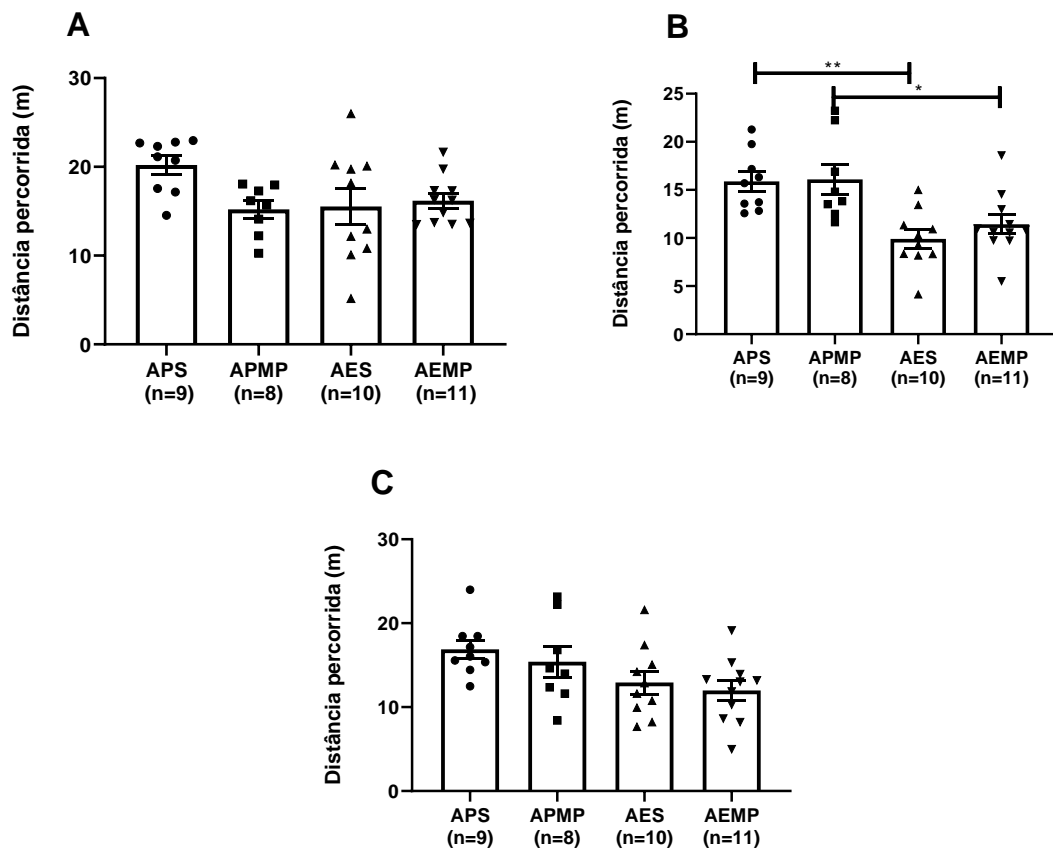 A
Distância percorrida (m)
30
20
10
0
APS APMP AES AEMP
(n=9) (n=8) (n=10) (n=11)
B
**
*
Distância percorrida (m)
25
20
15
10
5
0
APS APMP AES AEMP
(n=9) (n=8) (n=10) (n=11)
C
Distância percorrida (m)
30
20
10
0
APS APMP AES AEMP
(n=9) (n=8) (n=10) (n=11)